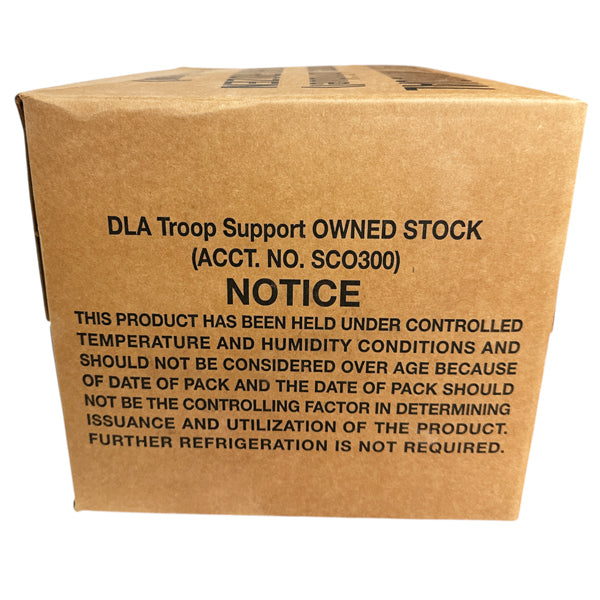 DLA Troop Support OWNED STOCK
(ACCT. NO. SCO300)
NOTICE
THIS PRODUCT HAS BEEN HELD UNDER CONTROLLED
TEMPERATURE AND HUMIDITY CONDITIONS AND
SHOULD NOT BE CONSIDERED OVER AGE BECAUSE
OF DATE OF PACK AND THE DATE OF PACK SHOULD
NOT BE THE CONTROLLING FACTOR IN DETERMINING
ISSUANCE AND UTILIZATION OF THE PRODUCT.
FURTHER REFRIGERATION IS NOT REQUIRED.